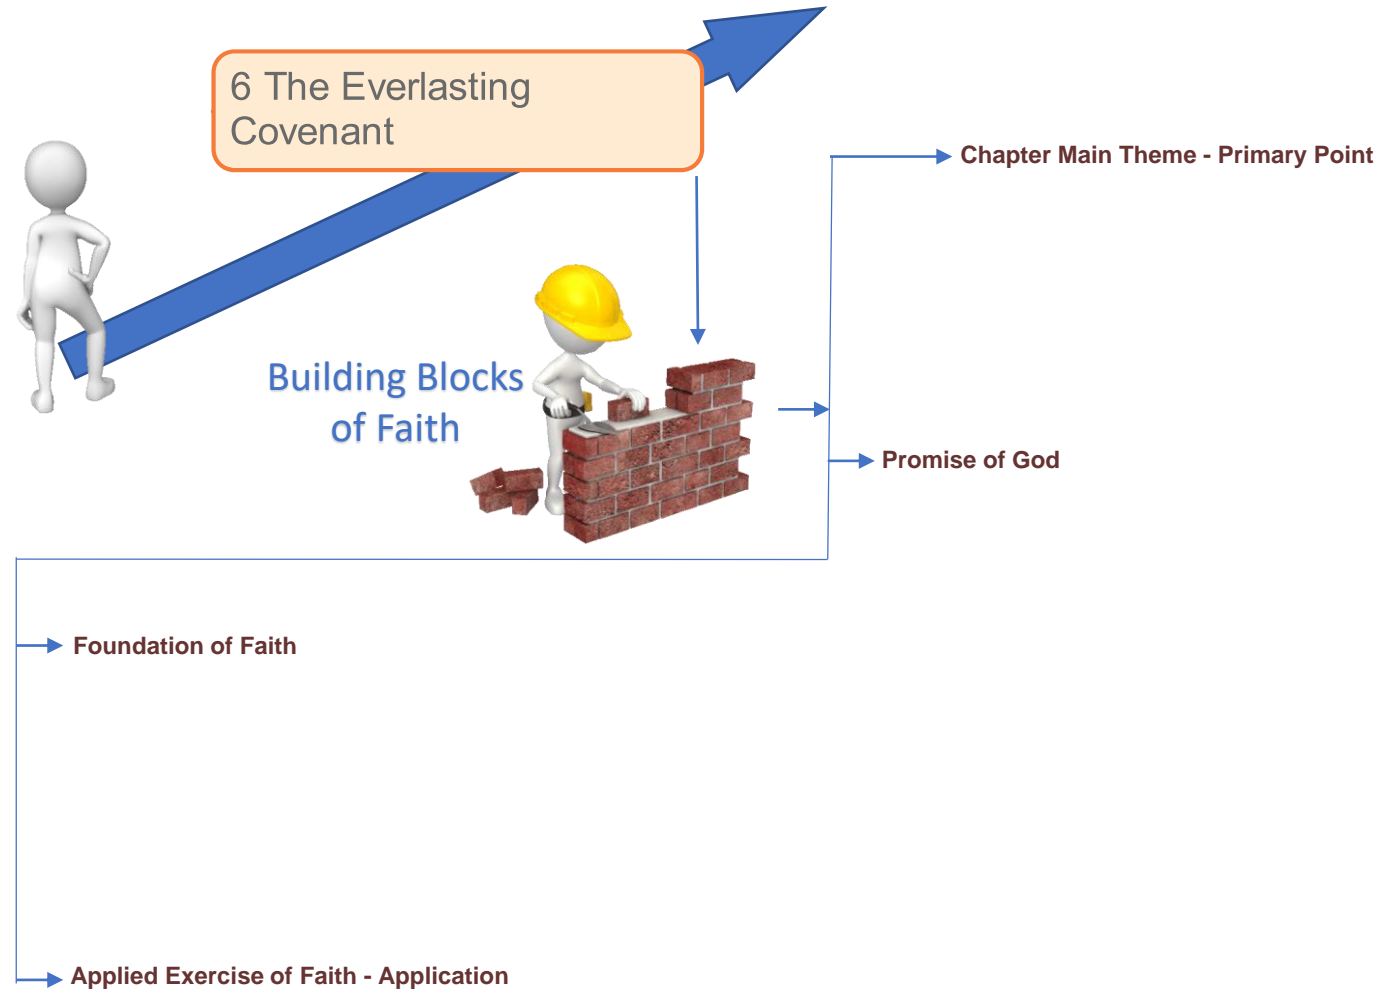 6 The Everlasting
Covenant
Chapter Main Theme - Primary Point
Building Blocks
of Faith
Promise of God
Foundation of Faith
Applied Exercise of Faith - Application